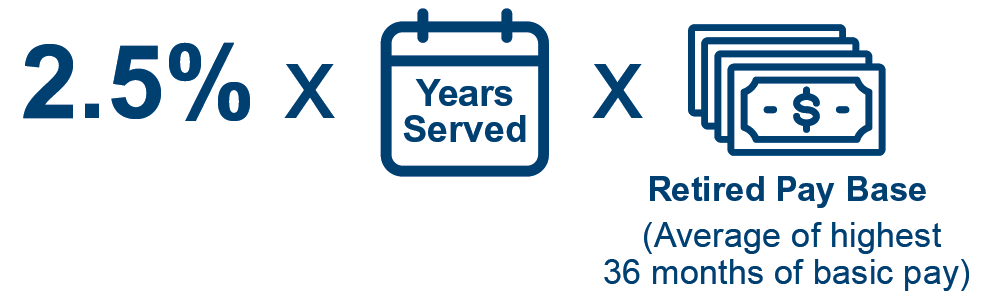 2.5% x Years Served x $
Retired Pay Base
(Average of highest
36 months of basic pay)